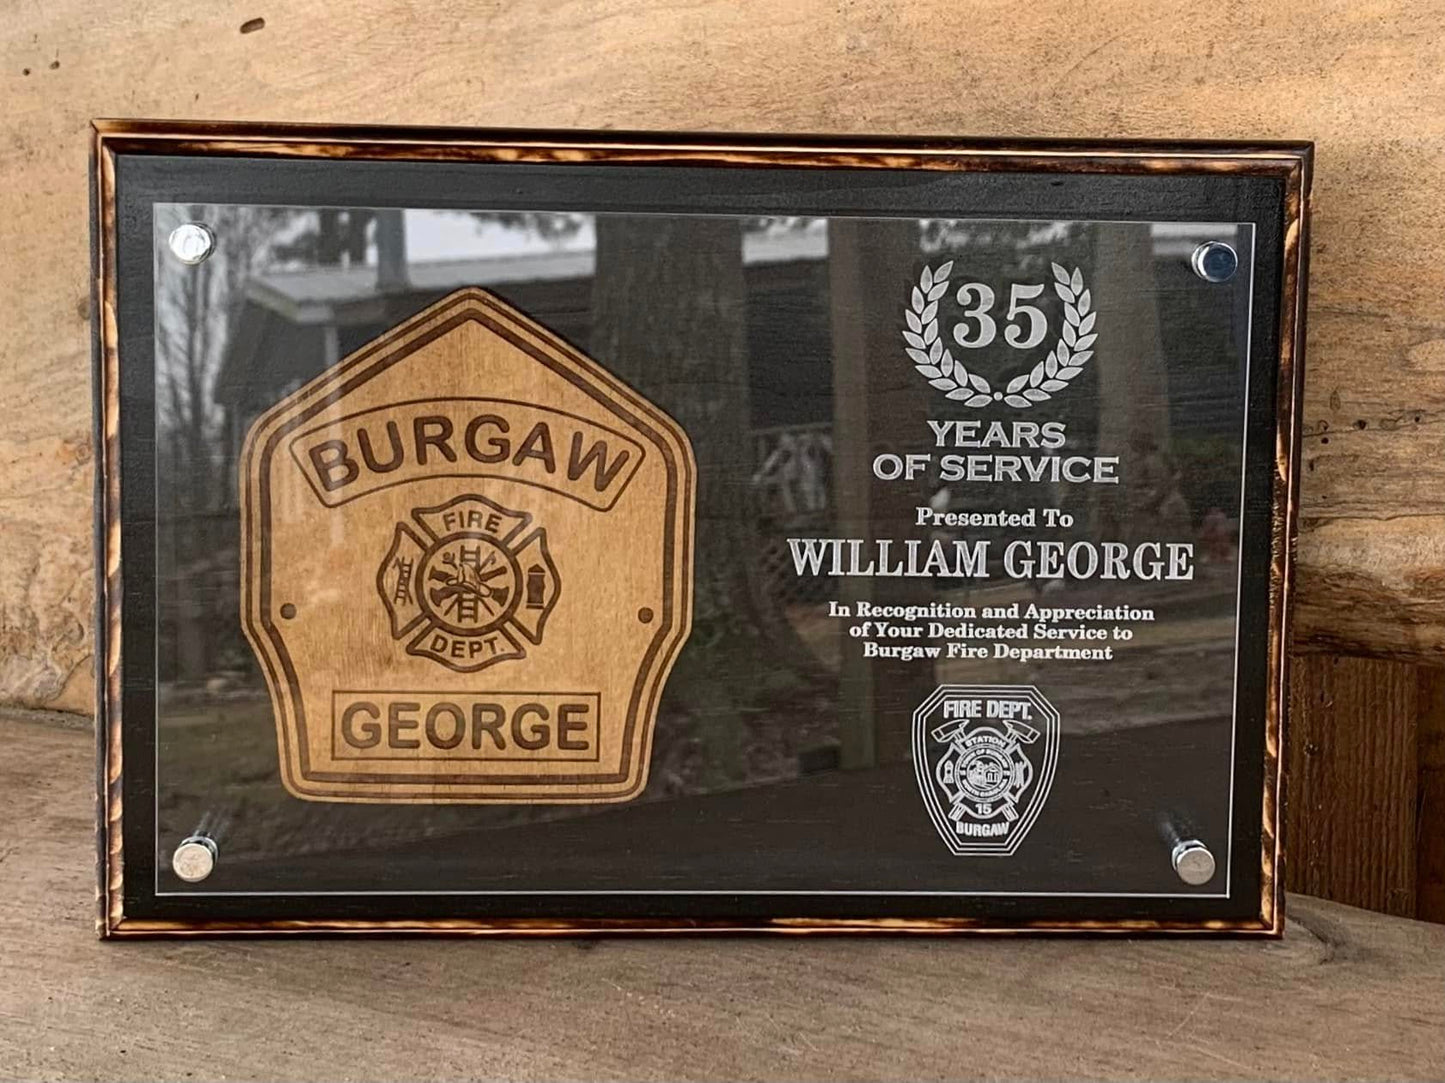 BURGAW
FIRE
DEPT.
GEORGE
35
YEARS
OF SERVICE
Presented To
WILLIAM GEORGE
In Recognition and Appreciation
of Your Dedicated Service to
Burgaw Fire Department
FIRE DEPT.
STATION
15
BURGAW